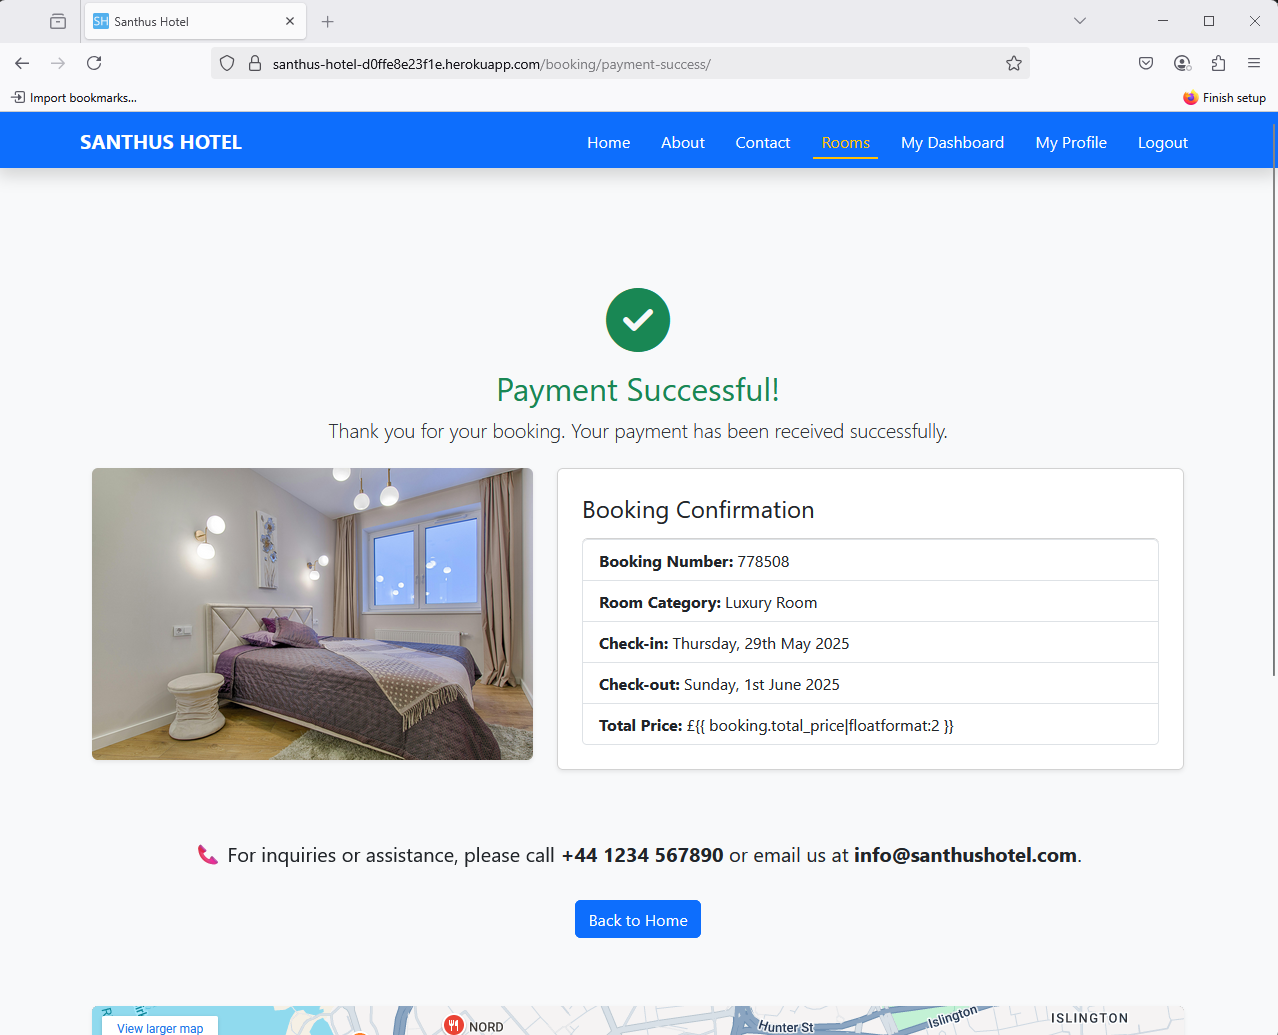 SH Santhus Hotel
santhus-hotel-d0ffe8e23f1e.herokuapp.com/booking/payment-success/
Import bookmarks...
Finish setup
SANTHUS HOTEL
Home
About
Contact
Rooms
My Dashboard
My Profile
Logout
Payment Successful!
Thank you for your booking. Your payment has been received successfully.
Booking Confirmation
Booking Number: 778508
Room Category: Luxury Room
Check-in: Thursday, 29th May 2025
Check-out: Sunday, 1st June 2025
Total Price: £{{ booking.total_price|floatformat:2 }}
For inquiries or assistance, please call +44 1234 567890 or email us at info@santhushotel.com.
Back to Home
View larger map
NORD
Hunter St
Islington
ISLINGTON